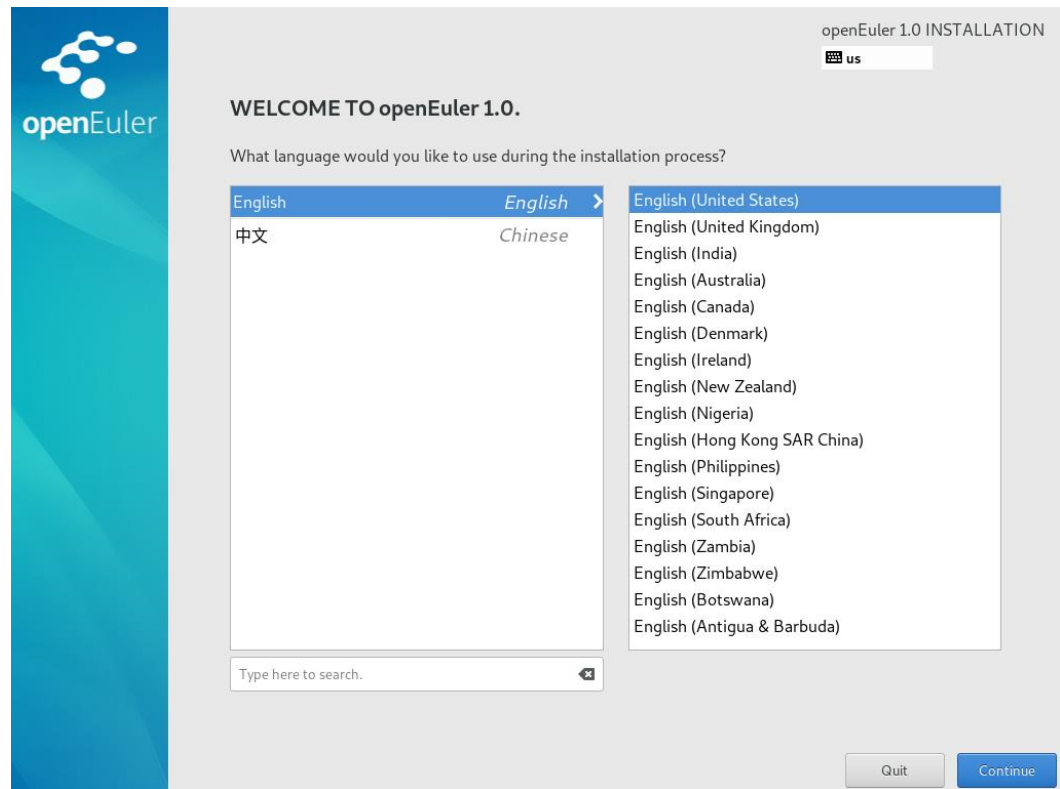 openEuler
openEuler 1.0 INSTALLATION
us
WELCOME TO openEuler 1.0.
What language would you like to use during the installation process?
English English
中文 Chinese
English (United States)
English (United Kingdom)
English (India)
English (Australia)
English (Canada)
English (Denmark)
English (Ireland)
English (New Zealand)
English (Nigeria)
English (Hong Kong SAR China)
English (Philippines)
English (Singapore)
English (South Africa)
English (Zambia)
English (Zimbabwe)
English (Botswana)
English (Antigua & Barbuda)
Type here to search.
Quit Continue